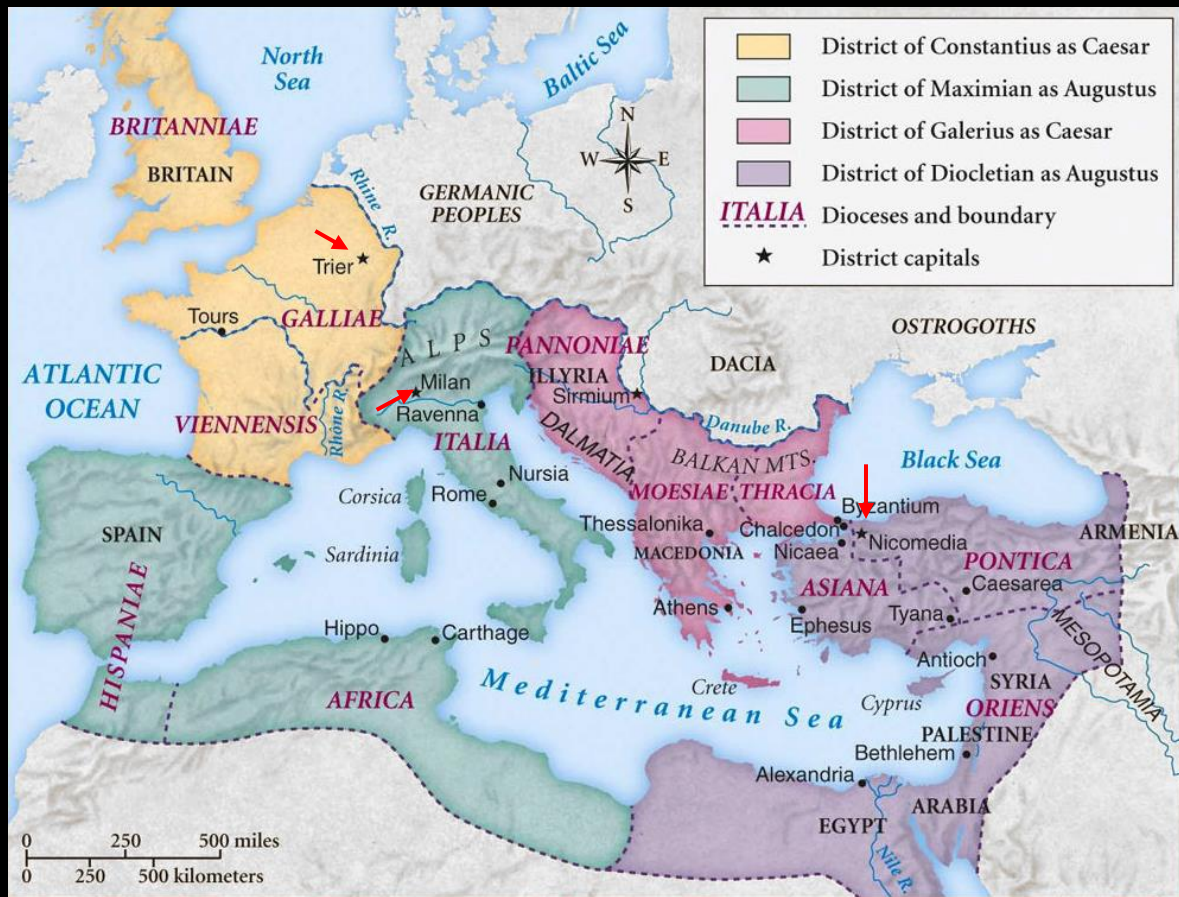 District of Constantius as Caesar
District of Maximian as Augustus
District of Galerius as Caesar
District of Diocletian as Augustus
ITALIA Dioceses and boundary
District capitals
North
Sea
Baltic Sea
BRITANNIAE
BRITAIN
N
W E
S
GERMANIC
PEOPLES
Rhine R.
Trier
Tours
GALLIAE
ATLANTIC
OCEAN
VIENNENSIS
Rhone R.
ALPS
Milan
Ravenna
ITALIA
PANNONIAE
ILLYRIA
Sirmium
DACIA
OSTROGOTHS
DALMATIA
Danube R.
BALKAN MTS.
Black Sea
MOESIAE
THRACIA
Byzantium
Chalcedon
Nicaea
Nicomedia
ARMENIA
Thessalonika
MACEDONIA
PONTICA
Caesarea
ASIANA
Tyana
Ephesus
Athens
MESOPOTAMIA
Antioch
SYRIA
ORIENS
Cyprus
Crete
PALESTINE
Bethlehem
Alexandria
ARABIA
EGYPT
Nile R.
Corsica
Nursia
Rome
Sardinia
SPAIN
HISPANIAE
Hippo
Carthage
AFRICA
Mediterranean Sea
0 250 500 miles
0 250 500 kilometers